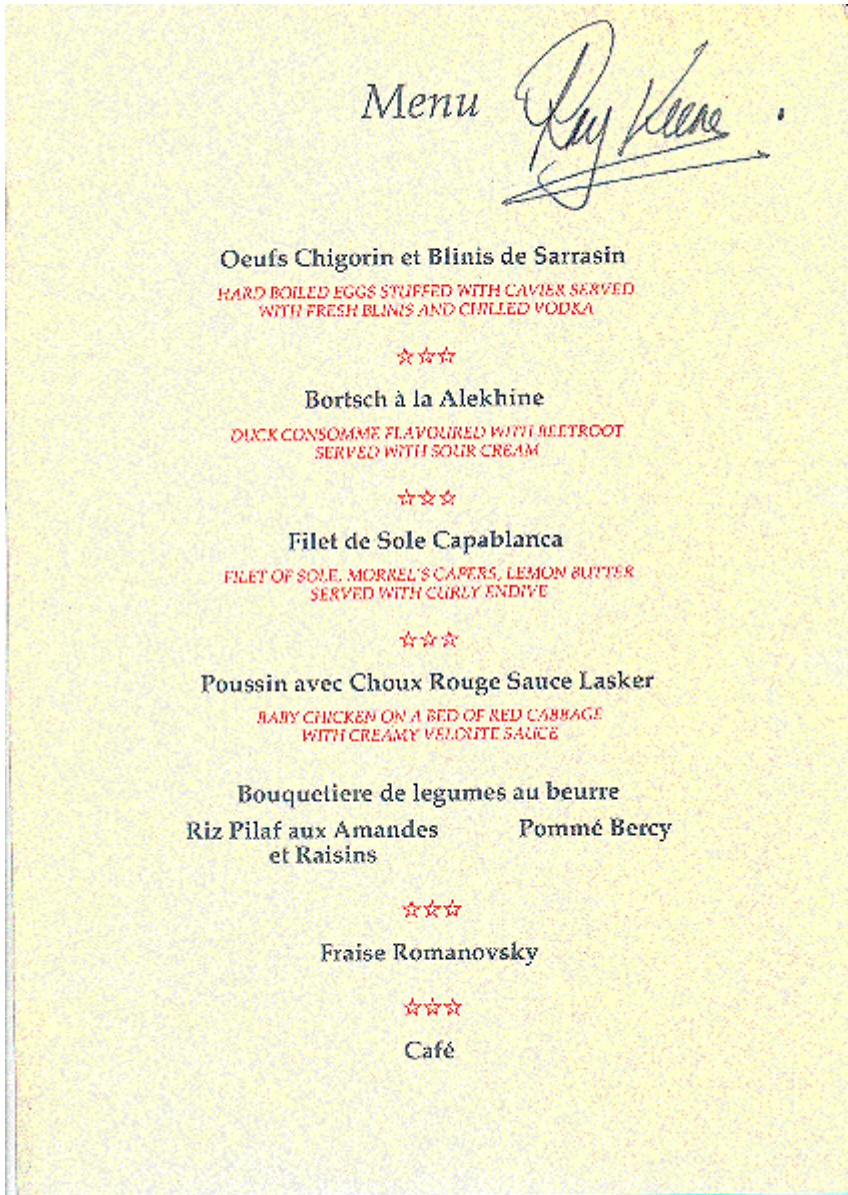 Menu
Ray Keene
Oeufs Chigorin et Blinis de Sarrasin
HARD BOILED EGGS STUFFED WITH CAVIER SERVED
WITH FRESH BLINIS AND CHILLED VODKA
☆☆☆
Bortsch à la Alekhine
DUCK CONSOMME FLAVOURED WITH BEETROOT
SERVED WITH SOUR CREAM
☆☆☆
Filet de Sole Capablanca
FILET OF SOLE, MORREL'S CAPERS, LEMON BUTTER
SERVED WITH CURLY ENDIVE
☆☆☆
Poussin avec Choux Rouge Sauce Lasker
BABY CHICKEN ON A BED OF RED CABBAGE
WITH CREAMY VELOUTE SAUCE
Bouquetiere de legumes au beurre
Riz Pilaf aux Amandes Pommé Bercy
et Raisins
☆☆☆
Fraise Romanovsky
☆☆☆
Café